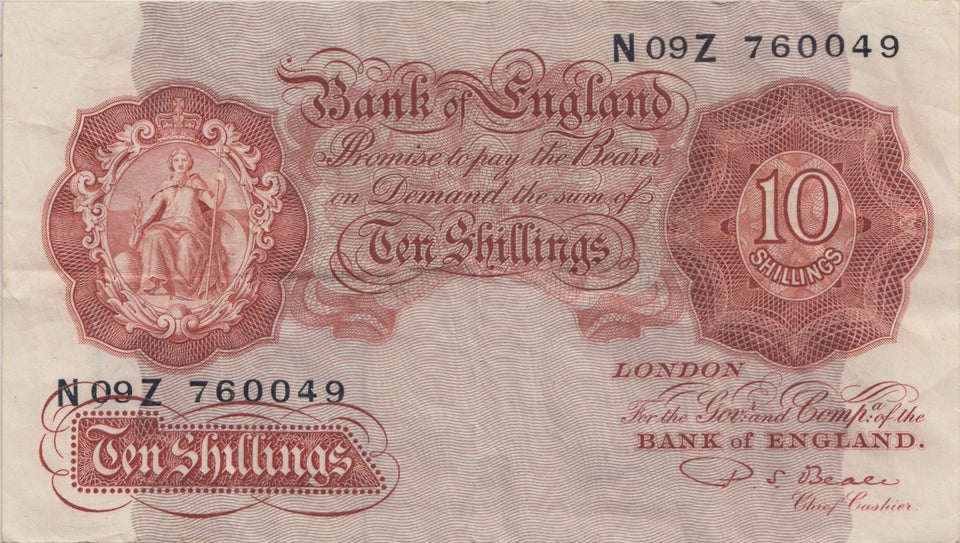 N09Z 760049
Bank of England
Promise to pay the Bearer
on Demand the sum of
Ten Shillings
10
SHILLINGS
N09Z 760049
Ten Shillings
LONDON
For the Gov.r and Comp.a of the
BANK of ENGLAND.
P. S. Beale
Chief Cashier.